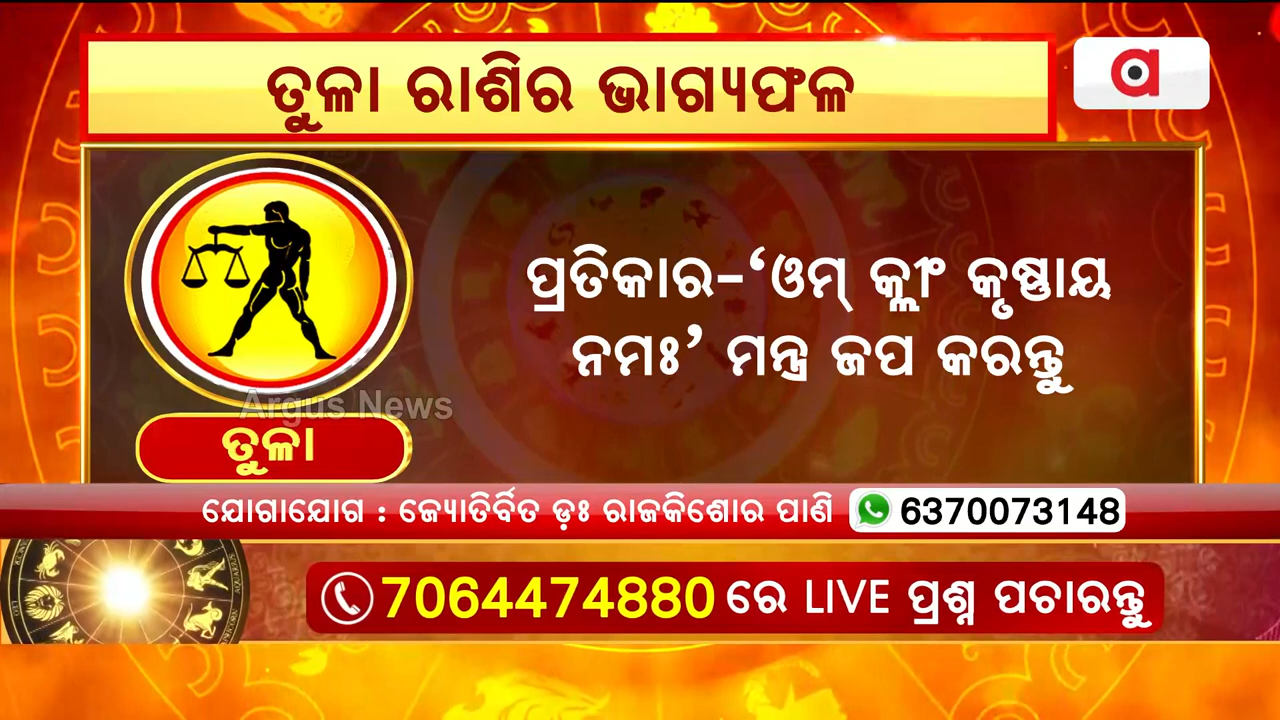 ତୁଳା ରାଶିର ଭାଗ୍ୟଫଳ
a
ପ୍ରତିକାର-‘ଓମ୍ କ୍ଲୀଂ କୃଷ୍ଣାୟ
ନମଃ’ ମନ୍ତ୍ର ଜପ କରନ୍ତୁ
Argus News
ତୁଳା
ଯୋଗାଯୋଗ : ଜ୍ୟୋତିର୍ବିତ ଡ଼ଃ ରାଜକିଶୋର ପାଣି 6370073148
7064474880 ରେ LIVE ପ୍ରଶ୍ନ ପଚାରନ୍ତୁ